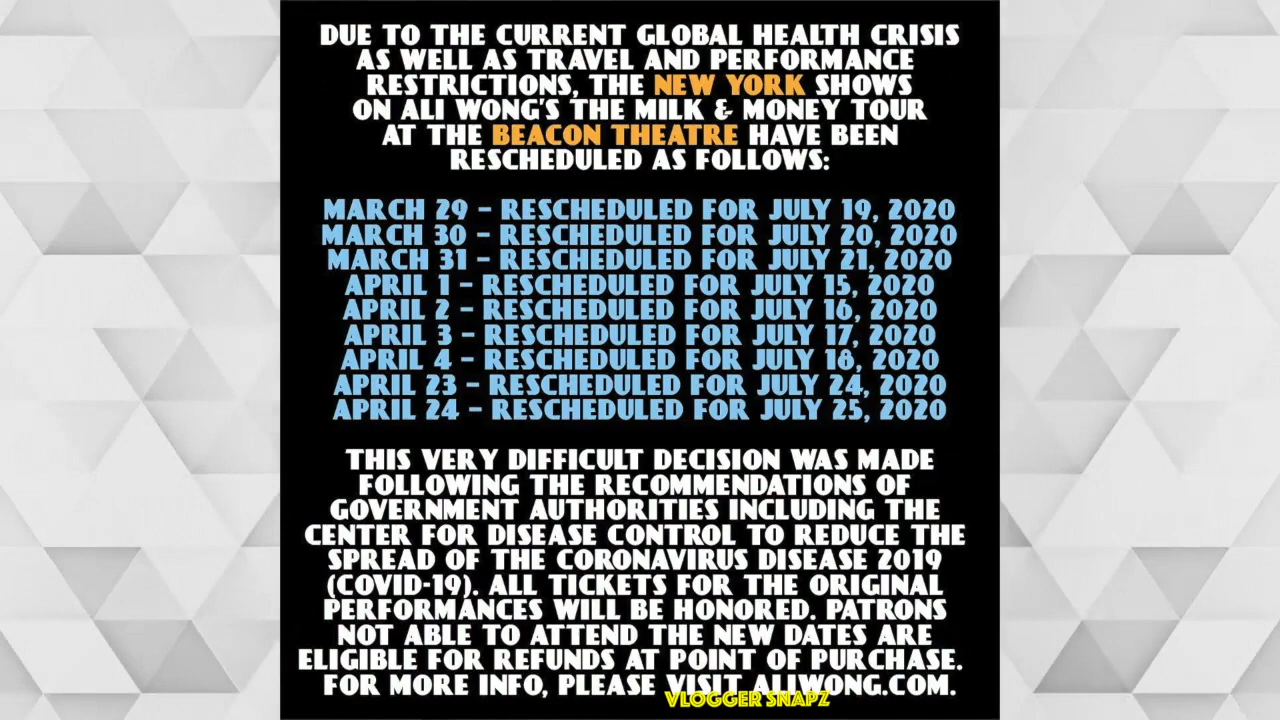 DUE TO THE CURRENT GLOBAL HEALTH CRISIS
AS WELL AS TRAVEL AND PERFORMANCE
RESTRICTIONS, THE NEW YORK SHOWS
ON ALI WONG'S THE MILK & MONEY TOUR
AT THE BEACON THEATRE HAVE BEEN
RESCHEDULED AS FOLLOWS:
MARCH 29 – RESCHEDULED FOR JULY 19, 2020
MARCH 30 – RESCHEDULED FOR JULY 20, 2020
MARCH 31 – RESCHEDULED FOR JULY 21, 2020
APRIL 1 – RESCHEDULED FOR JULY 15, 2020
APRIL 2 – RESCHEDULED FOR JULY 16, 2020
APRIL 3 – RESCHEDULED FOR JULY 17, 2020
APRIL 4 – RESCHEDULED FOR JULY 18, 2020
APRIL 23 – RESCHEDULED FOR JULY 24, 2020
APRIL 24 – RESCHEDULED FOR JULY 25, 2020
THIS VERY DIFFICULT DECISION WAS MADE
FOLLOWING THE RECOMMENDATIONS OF
GOVERNMENT AUTHORITIES INCLUDING THE
CENTER FOR DISEASE CONTROL TO REDUCE THE
SPREAD OF THE CORONAVIRUS DISEASE 2019
(COVID-19). ALL TICKETS FOR THE ORIGINAL
PERFORMANCES WILL BE HONORED. PATRONS
NOT ABLE TO ATTEND THE NEW DATES ARE
ELIGIBLE FOR REFUNDS AT POINT OF PURCHASE.
FOR MORE INFO, PLEASE VISIT ALIWONG.COM.
VLOGGER SNAPZ